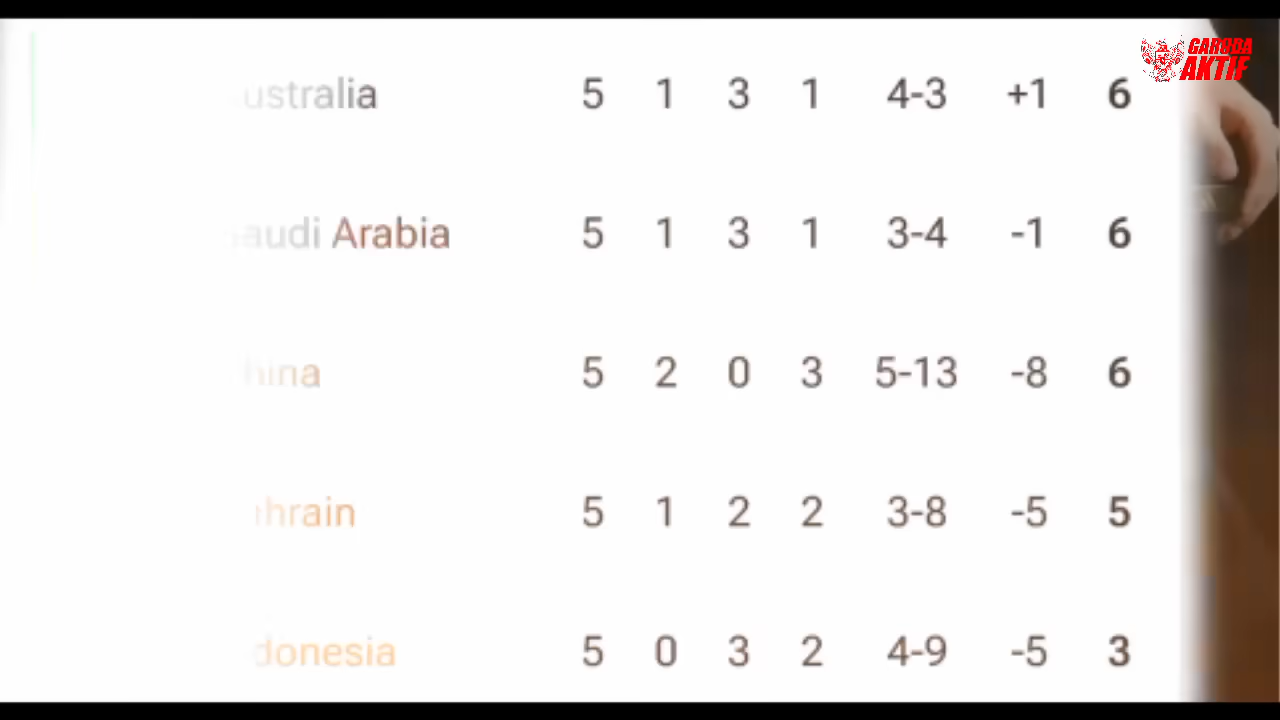 GARUDA
AKTIF
ustralia 5 1 3 1 4-3 +1 6
audi Arabia 5 1 3 1 3-4 -1 6
hina 5 2 0 3 5-13 -8 6
hrain 5 1 2 2 3-8 -5 5
donesia 5 0 3 2 4-9 -5 3